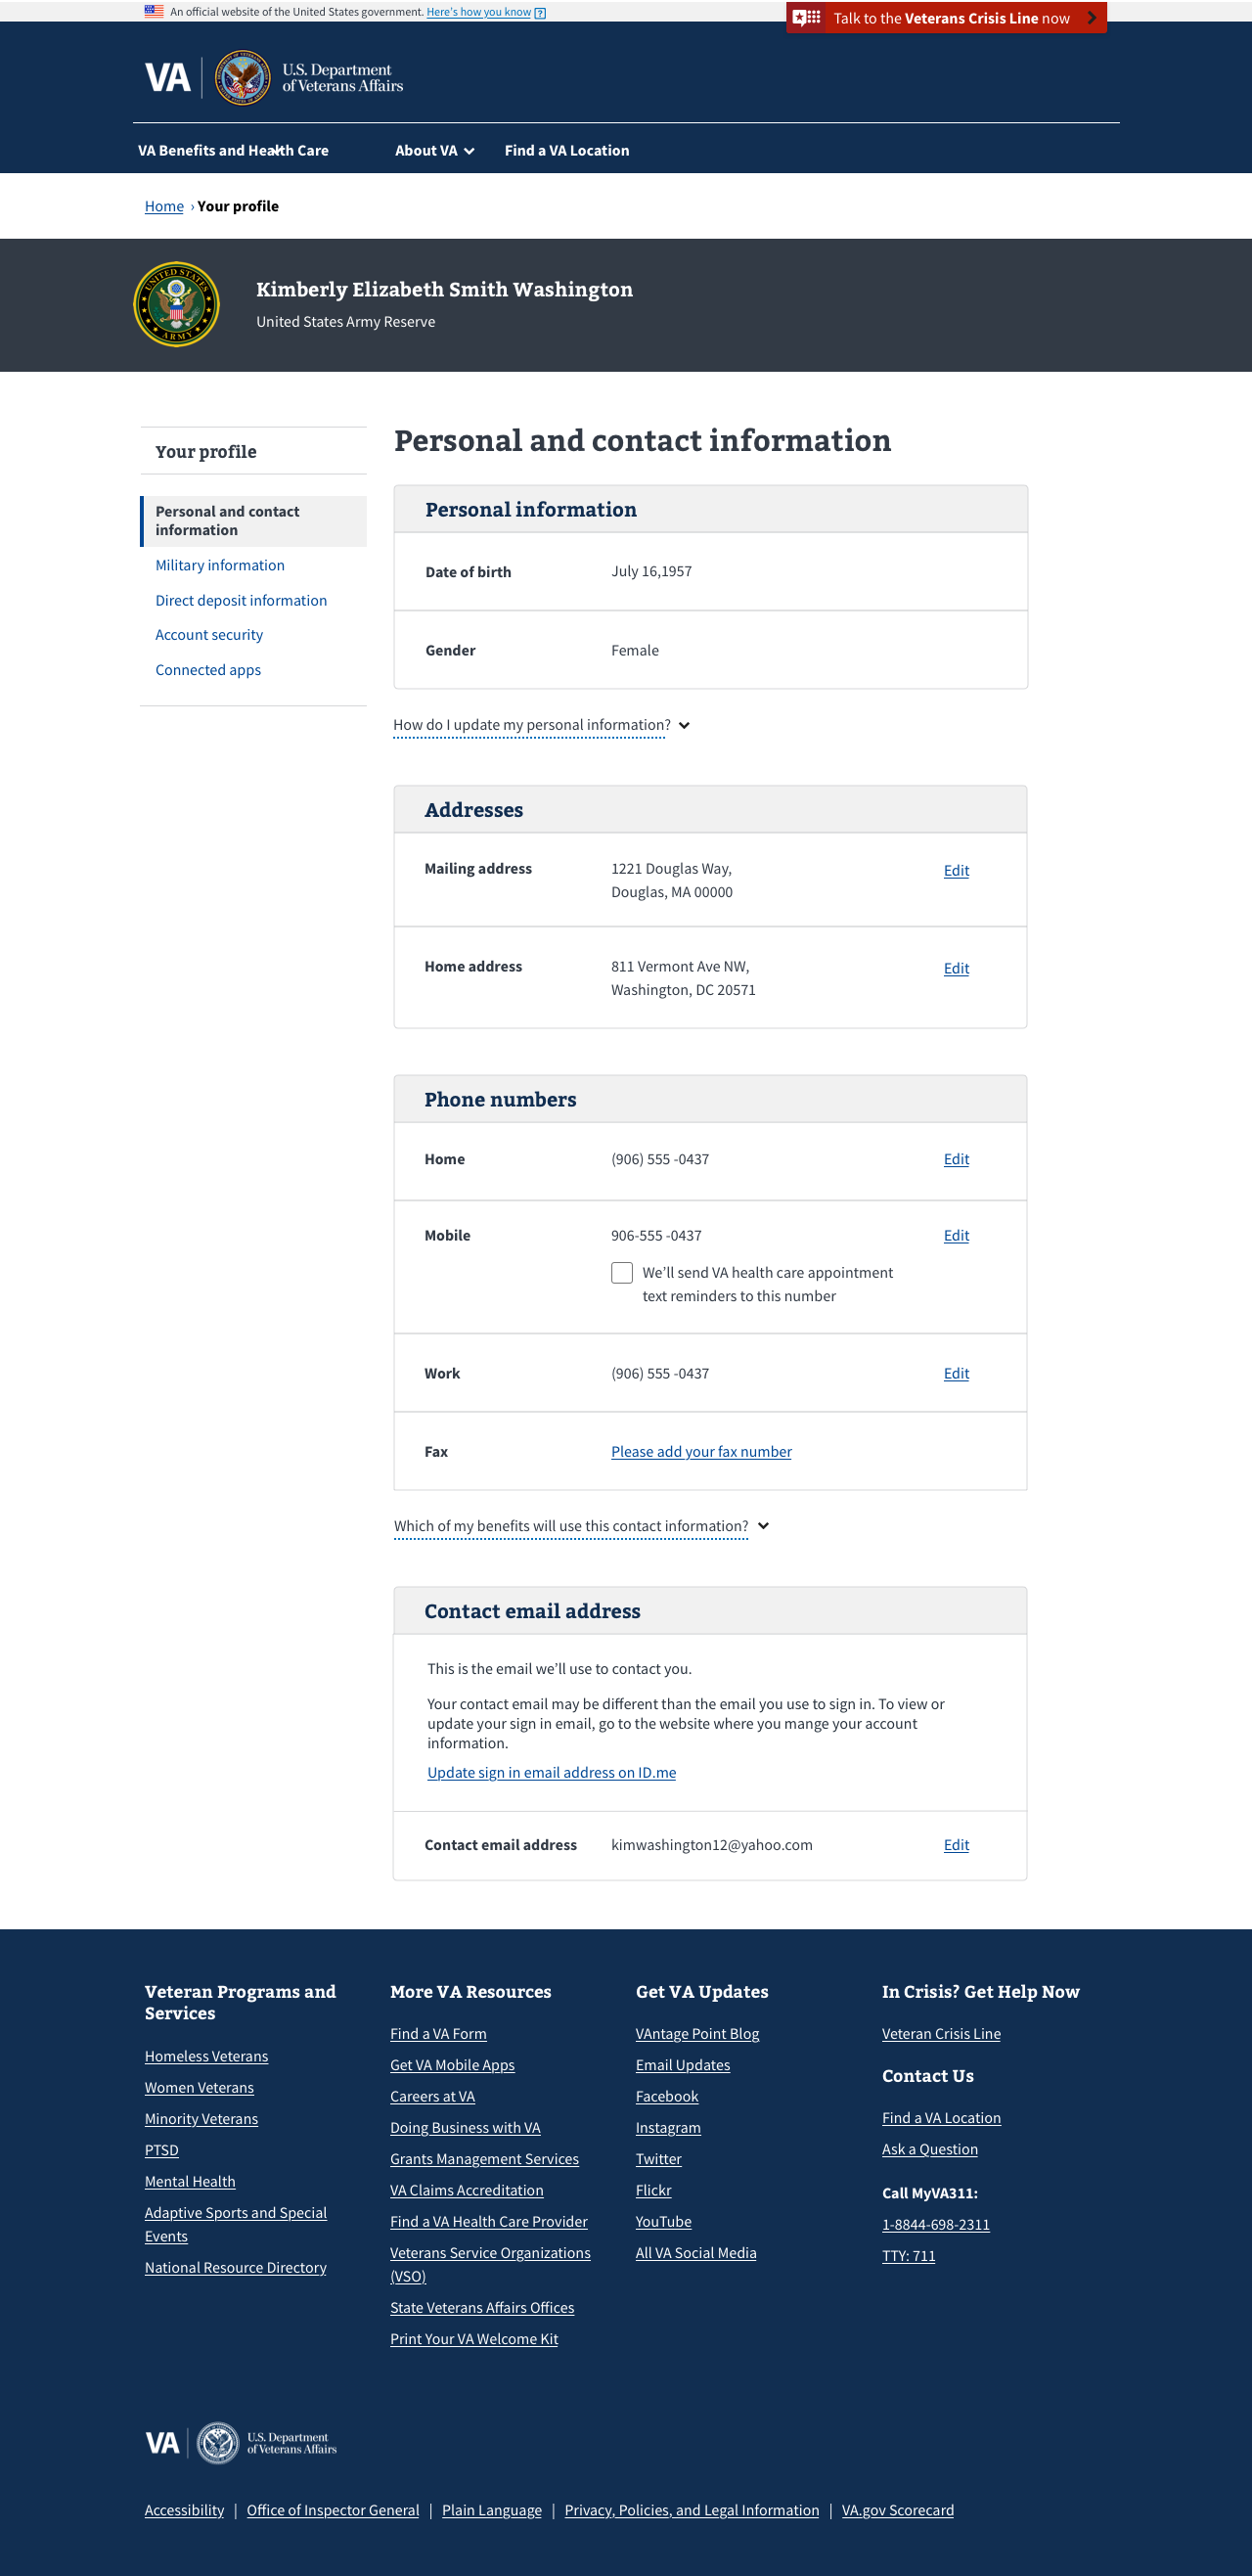 An official website of the United States government. Here's how you know
Talk to the Veterans Crisis Line now
VA
U.S. Department
of Veterans Affairs
VA Benefits and Health Care About VA Find a VA Location
Home › Your profile
UNITED STATES
ARMY
Kimberly Elizabeth Smith Washington
United States Army Reserve
Your profile
Personal and contact
information
Military information
Direct deposit information
Account security
Connected apps
Personal and contact information
Personal information
Date of birth July 16,1957
Gender Female
How do I update my personal information?
Addresses
Mailing address 1221 Douglas Way, Edit
Douglas, MA 00000
Home address 811 Vermont Ave NW, Edit
Washington, DC 20571
Phone numbers
Home (906) 555 -0437 Edit
Mobile 906-555 -0437 Edit
We’ll send VA health care appointment
text reminders to this number
Work (906) 555 -0437 Edit
Fax Please add your fax number
Which of my benefits will use this contact information?
Contact email address
This is the email we’ll use to contact you.
Your contact email may be different than the email you use to sign in. To view or
update your sign in email, go to the website where you mange your account
information.
Update sign in email address on ID.me
Contact email address kimwashington12@yahoo.com Edit
Veteran Programs and
Services
Homeless Veterans
Women Veterans
Minority Veterans
PTSD
Mental Health
Adaptive Sports and Special
Events
National Resource Directory
More VA Resources
Find a VA Form
Get VA Mobile Apps
Careers at VA
Doing Business with VA
Grants Management Services
VA Claims Accreditation
Find a VA Health Care Provider
Veterans Service Organizations
(VSO)
State Veterans Affairs Offices
Print Your VA Welcome Kit
Get VA Updates
VAntage Point Blog
Email Updates
Facebook
Instagram
Twitter
Flickr
YouTube
All VA Social Media
In Crisis? Get Help Now
Veteran Crisis Line
Contact Us
Find a VA Location
Ask a Question
Call MyVA311:
1-8844-698-2311
TTY: 711
VA
U.S. Department
of Veterans Affairs
Accessibility | Office of Inspector General | Plain Language | Privacy, Policies, and Legal Information | VA.gov Scorecard